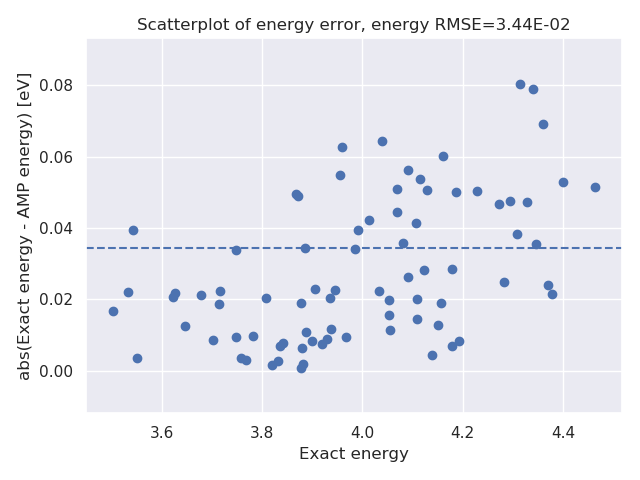 Scatterplot of energy error, energy RMSE=3.44E-02
abs(Exact energy - AMP energy) [eV]
0.08
0.06
0.04
0.02
0.00
3.6 3.8 4.0 4.2 4.4
Exact energy